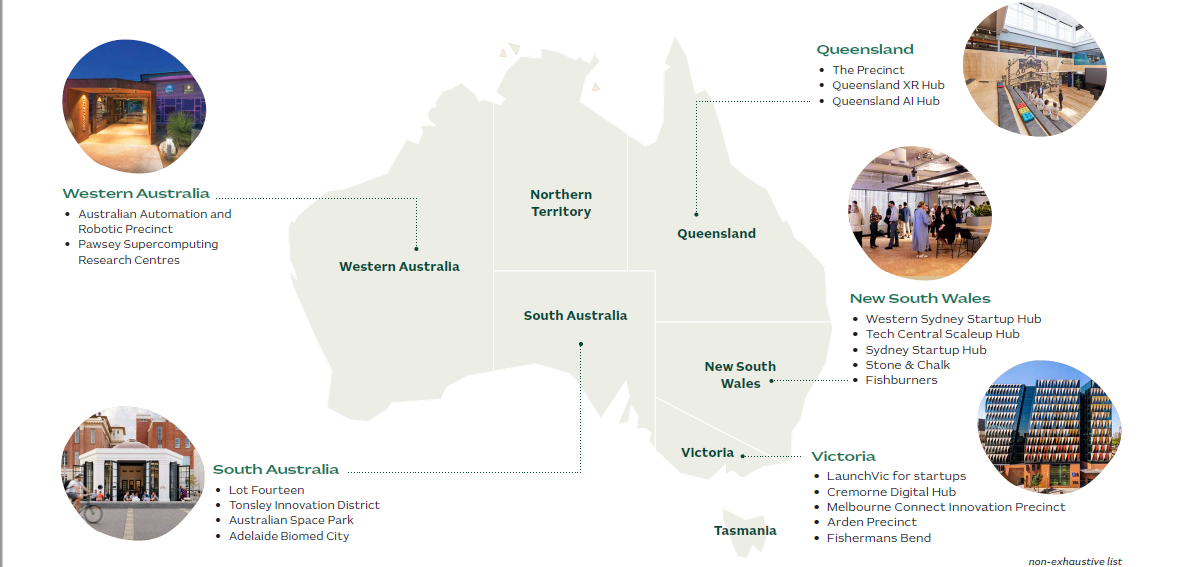 Queensland
• The Precinct
• Queensland XR Hub
• Queensland AI Hub
Western Australia
• Australian Automation and
Robotic Precinct
• Pawsey Supercomputing
Research Centres
Northern
Territory
Queensland
Western Australia
South Australia
New South
Wales
Victoria
Tasmania
New South Wales
• Western Sydney Startup Hub
• Tech Central Scaleup Hub
• Sydney Startup Hub
• Stone & Chalk
• Fishburners
South Australia
• Lot Fourteen
• Tonsley Innovation District
• Australian Space Park
• Adelaide Biomed City
Victoria
• LaunchVic for startups
• Cremorne Digital Hub
• Melbourne Connect Innovation Precinct
• Arden Precinct
• Fishermans Bend
non-exhaustive list